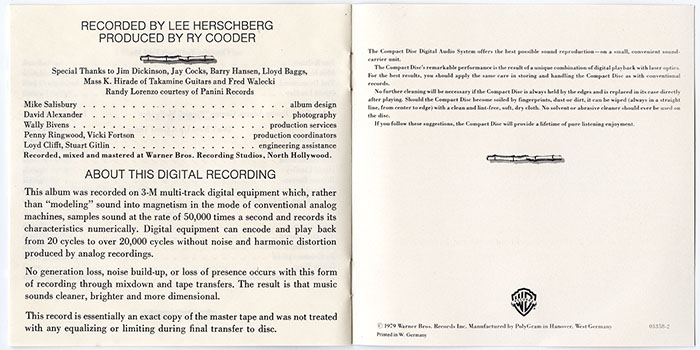 RECORDED BY LEE HERSCHBERG
PRODUCED BY RY COODER
Special Thanks to Jim Dickinson, Jay Cocks, Barry Hansen, Lloyd Baggs,
Mass K. Hirade of Takamine Guitars and Fred Walecki
Randy Lorenzo courtesy of Panini Records
Mike Salisbury . . . . . . . . . . . . . . . . . . . . . . . . album design
David Alexander . . . . . . . . . . . . . . . . . . . . . . . photography
Wally Rivens . . . . . . . . . . . . . . . . . . . . . production services
Penny Ringwood, Vicki Fortson . . . . . . . . . . . production coordinators
Loyd Clifft, Stuart Gitlin . . . . . . . . . . . . . . . engineering assistance
Recorded, mixed and mastered at Warner Bros. Recording Studios, North Hollywood.
ABOUT THIS DIGITAL RECORDING
This album was recorded on 3-M multi-track digital equipment which, rather
than “modeling” sound into magnetism in the mode of conventional analog
machines, samples sound at the rate of 50,000 times a second and records its
characteristics numerically. Digital equipment can encode and play back
from 20 cycles to over 20,000 cycles without noise and harmonic distortion
produced by analog recordings.
No generation loss, noise build-up, or loss of presence occurs with this form
of recording through mixdown and tape transfers. The result is that music
sounds cleaner, brighter and more dimensional.
This record is essentially an exact copy of the master tape and was not treated
with any equalizing or limiting during final transfer to disc.
The Compact Disc Digital Audio System offers the best possible sound reproduction—on a small, convenient sound-
carrier unit.
The Compact Disc's remarkable performance is the result of a unique combination of digital playback with laser optics.
For the best results, you should apply the same care in storing and handling the Compact Disc as with conventional
records.
No further cleaning will be necessary if the Compact Disc is always held by the edges and is replaced in its case directly
after playing. Should the Compact Disc become soiled by fingerprints, dust or dirt, it can be wiped (always in a straight
line, from center to edge) with a clean and lint-free, soft, dry cloth. No solvent or abrasive cleaner should ever be used on
the disc.
If you follow these suggestions, the Compact Disc will provide a lifetime of pure listening enjoyment.
© 1979 Warner Bros. Records Inc. Manufactured by PolyGram in Hanover, West Germany
03358-2
Printed in W. Germany